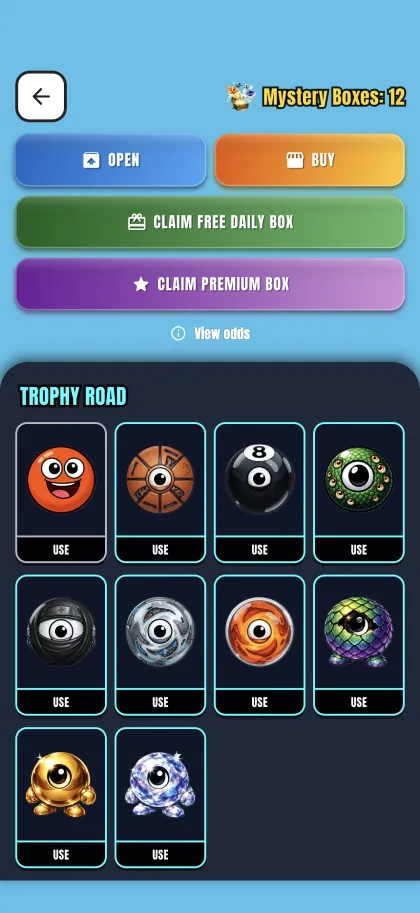 Mystery Boxes: 12
OPEN
BUY
CLAIM FREE DAILY BOX
CLAIM PREMIUM BOX
View odds
TROPHY ROAD
8
USE
USE
USE
USE
USE
USE
USE
USE
USE
USE